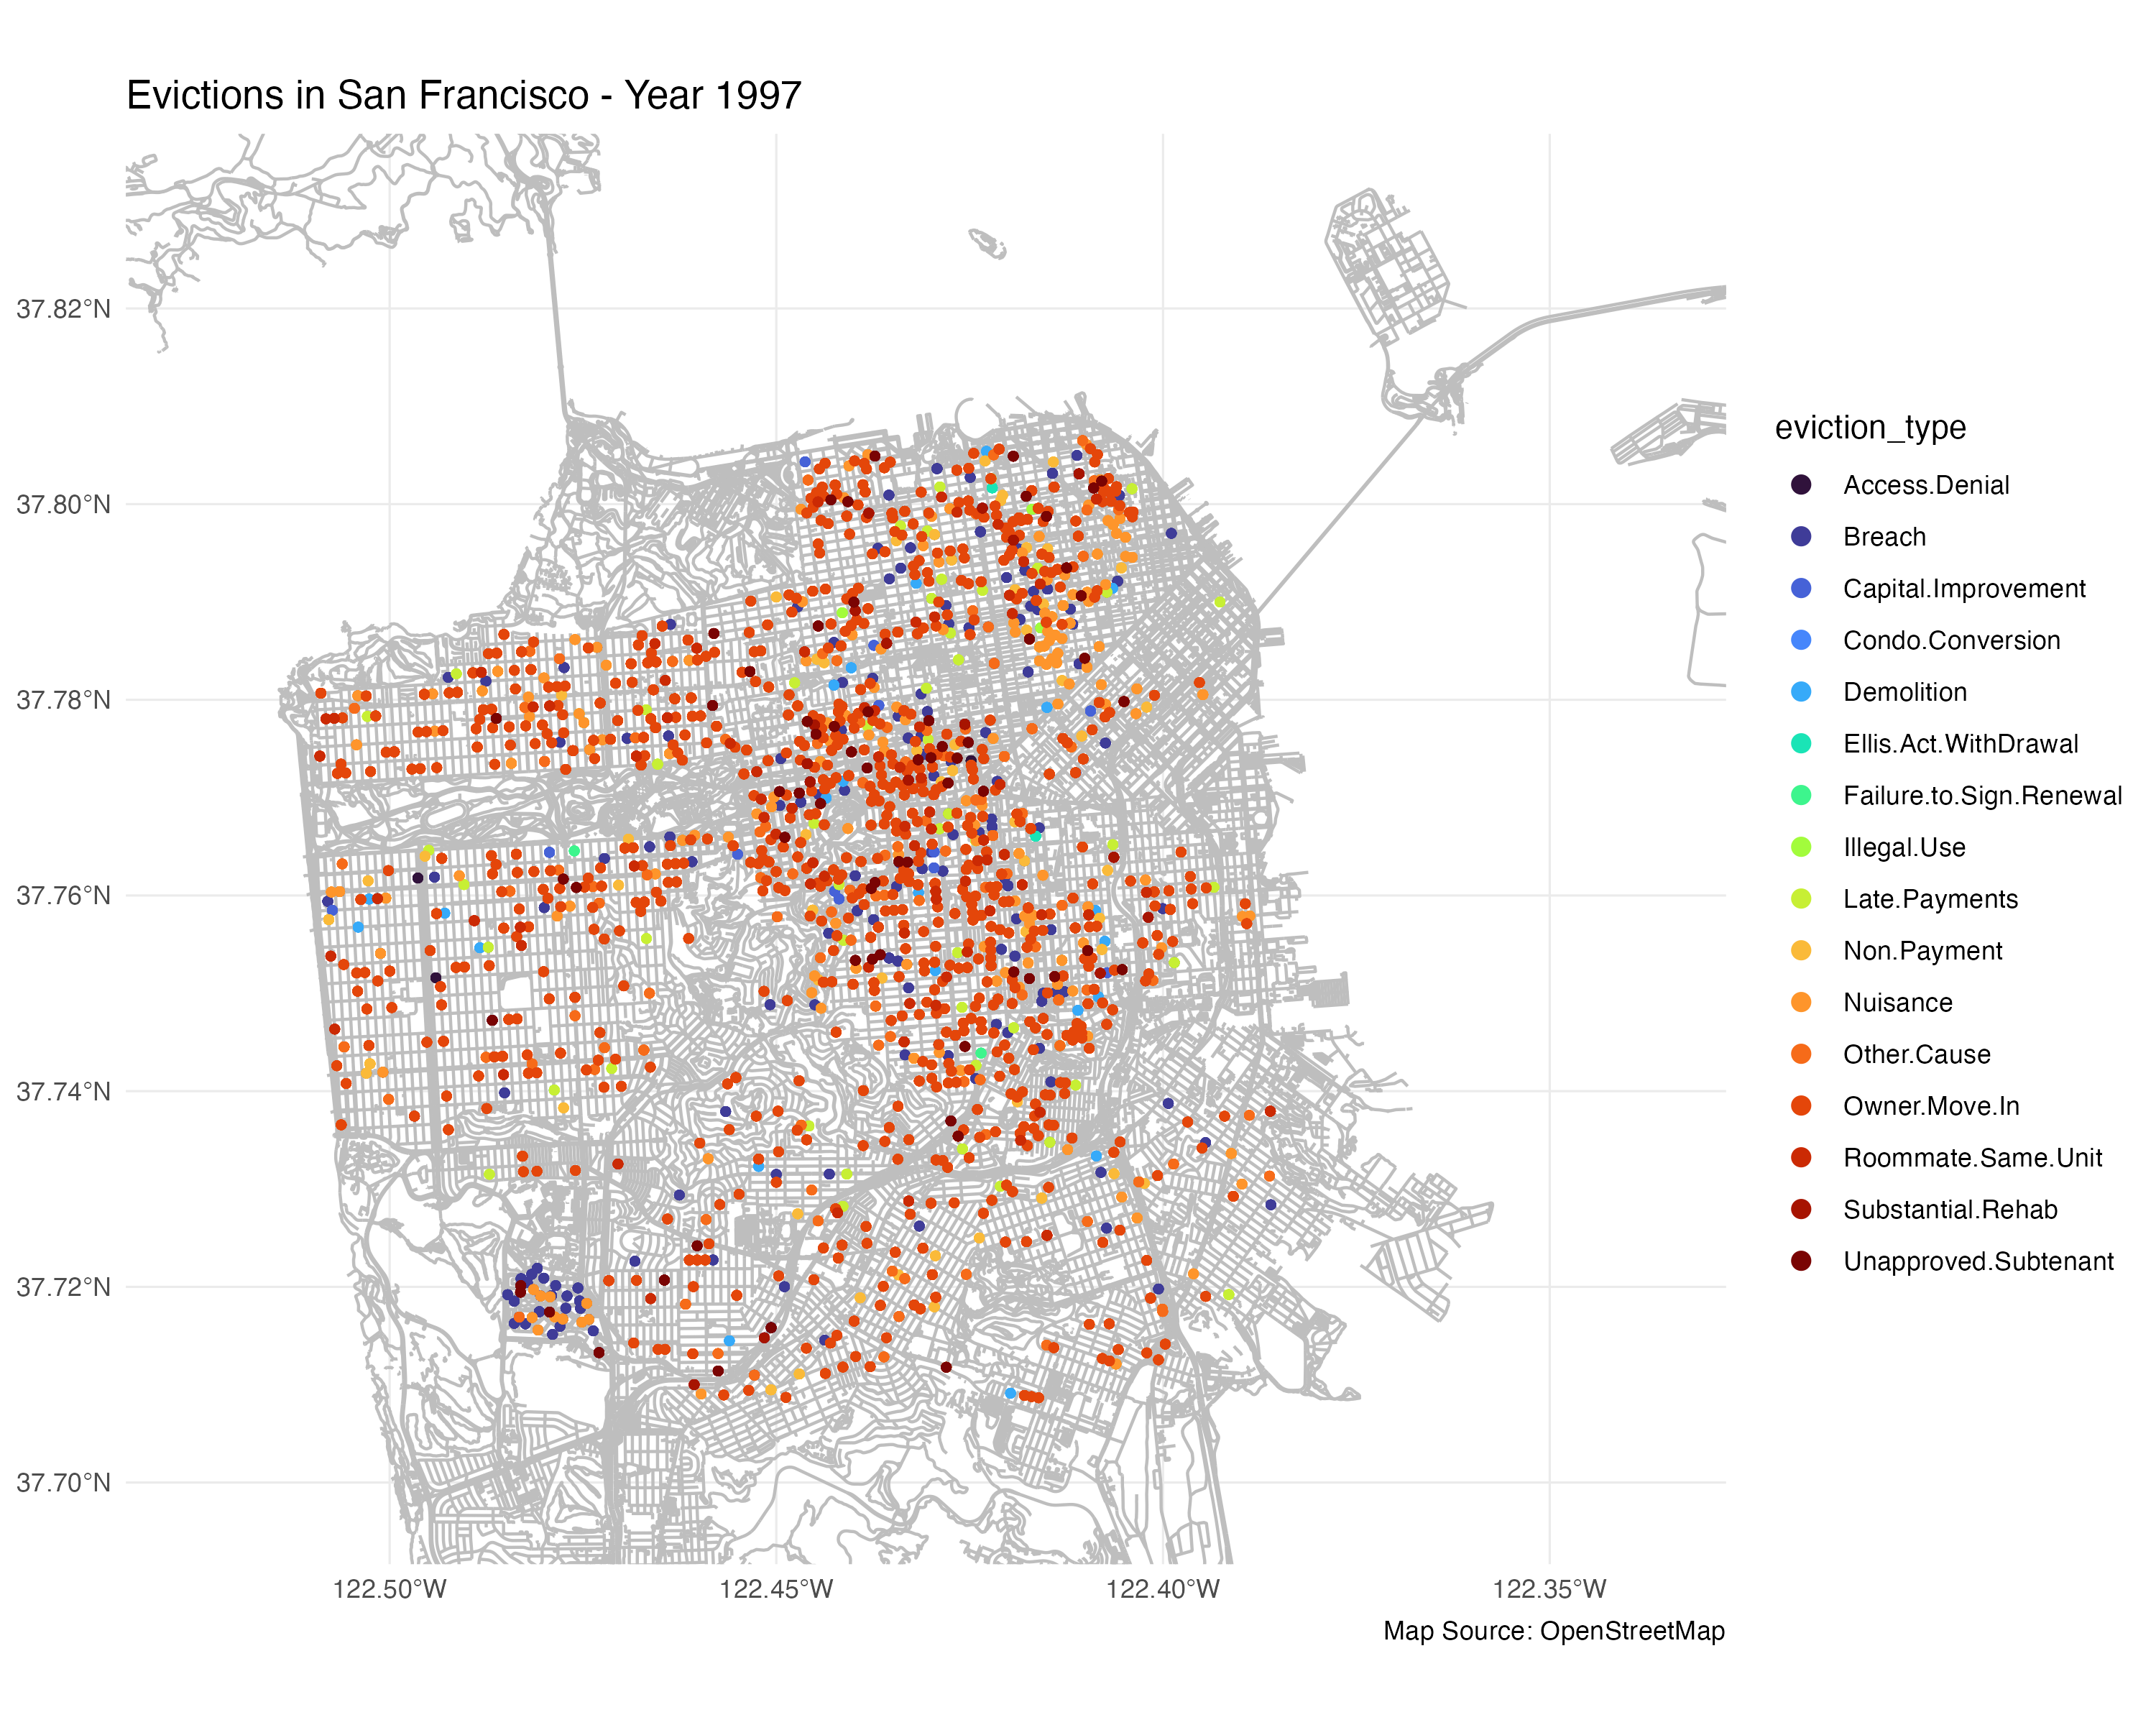 Evictions in San Francisco - Year 1997
37.82°N
37.80°N
37.78°N
37.76°N
37.74°N
37.72°N
37.70°N
122.50°W
122.45°W
122.40°W
122.35°W
Map Source: OpenStreetMap
eviction_type
Access.Denial
Breach
Capital.Improvement
Condo.Conversion
Demolition
Ellis.Act.WithDrawal
Failure.to.Sign.Renewal
Illegal.Use
Late.Payments
Non.Payment
Nuisance
Other.Cause
Owner.Move.In
Roommate.Same.Unit
Substantial.Rehab
Unapproved.Subtenant